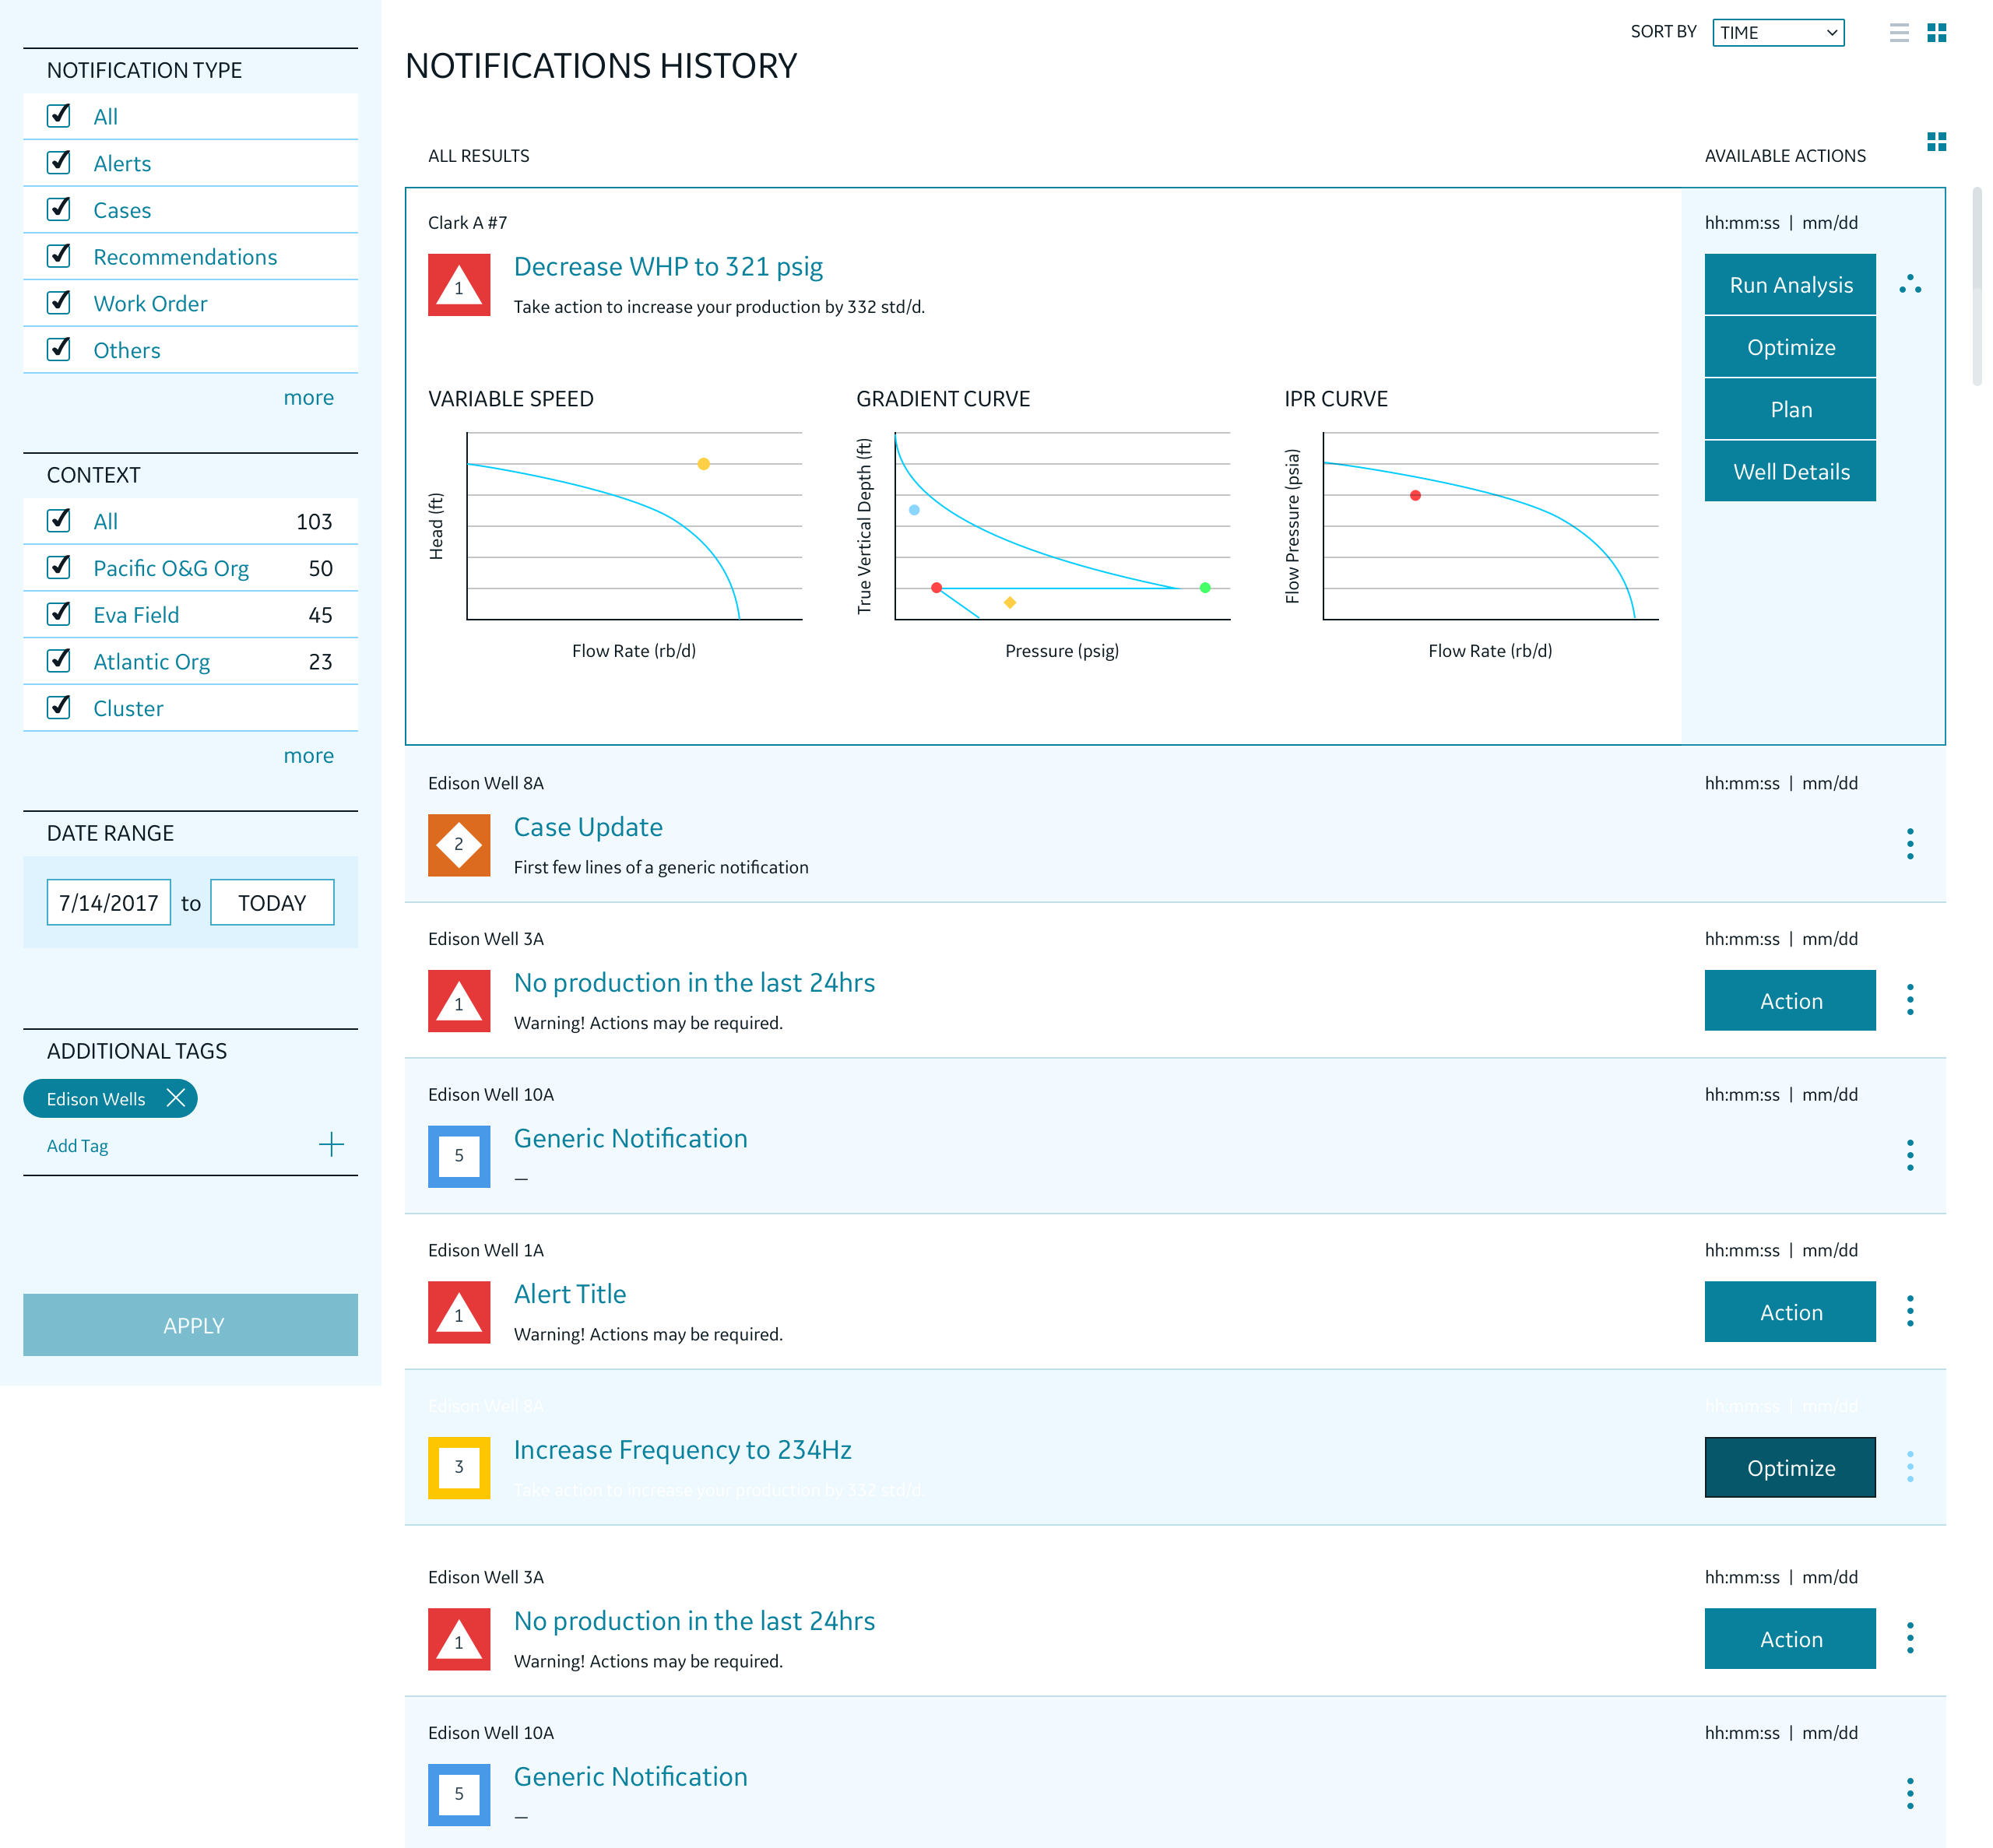 NOTIFICATION TYPE
All
Alerts
Cases
Recommendations
Work Order
Others
more
CONTEXT
All 103
Pacific O&G Org 50
Eva Field 45
Atlantic Org 23
Cluster
more
DATE RANGE
7/14/2017 to TODAY
ADDITIONAL TAGS
Edison Wells
Add Tag
APPLY
SORT BY TIME
NOTIFICATIONS HISTORY
ALL RESULTS AVAILABLE ACTIONS
Clark A #7 hh:mm:ss | mm/dd
1
Decrease WHP to 321 psig
Take action to increase your production by 332 std/d.
Run Analysis
Optimize
Plan
Well Details
VARIABLE SPEED
Head (ft)
Flow Rate (rb/d)
GRADIENT CURVE
True Vertical Depth (ft)
Pressure (psig)
IPR CURVE
Flow Pressure (psia)
Flow Rate (rb/d)
Edison Well 8A hh:mm:ss | mm/dd
2
Case Update
First few lines of a generic notification
Edison Well 3A hh:mm:ss | mm/dd
1
No production in the last 24hrs
Warning! Actions may be required.
Action
Edison Well 10A hh:mm:ss | mm/dd
5
Generic Notification
—
Edison Well 1A hh:mm:ss | mm/dd
1
Alert Title
Warning! Actions may be required.
Action
Edison Well 8A hh:mm:ss | mm/dd
3
Increase Frequency to 234Hz
Take action to increase your production by 332 std/d.
Optimize
Edison Well 3A hh:mm:ss | mm/dd
1
No production in the last 24hrs
Warning! Actions may be required.
Action
Edison Well 10A hh:mm:ss | mm/dd
5
Generic Notification
—